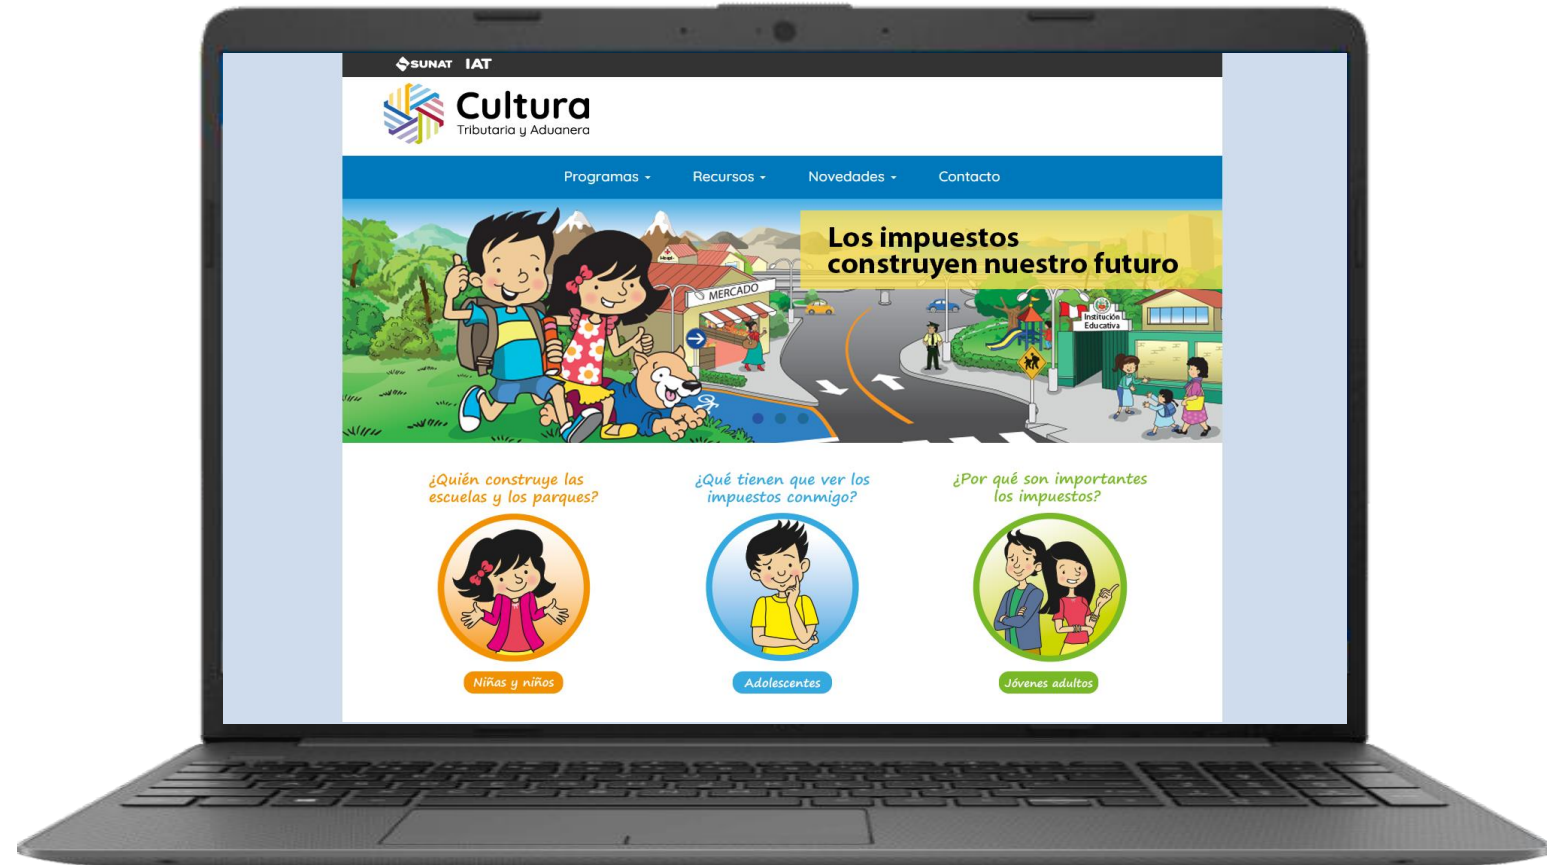 SUNAT IAT
Cultura
Tributaria y Aduanera
Programas Recursos Novedades Contacto
Los impuestos
construyen nuestro futuro
MERCADO
Institución
Educativa
¿Quién construye las
escuelas y los parques?
¿Qué tienen que ver los
impuestos conmigo?
¿Por qué son importantes
los impuestos?
Niñas y niños
Adolescentes
Jóvenes adultos